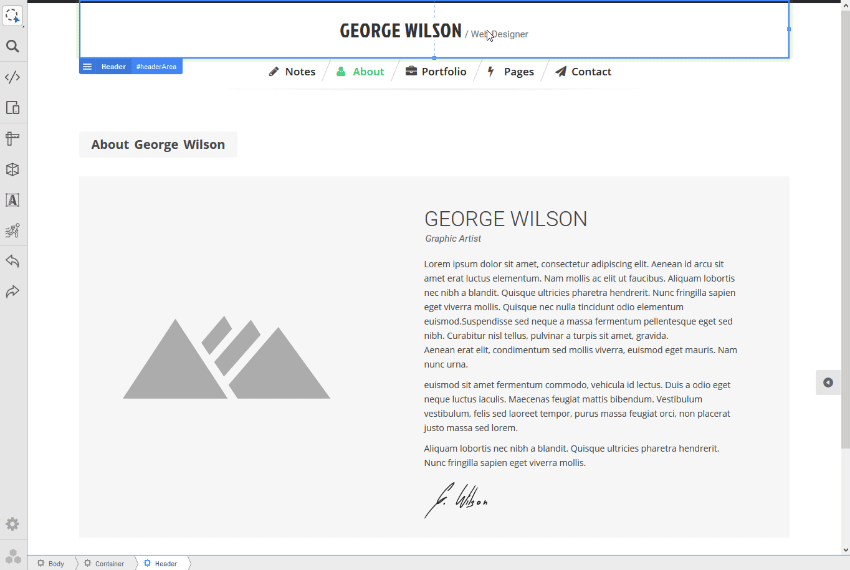 GEORGE WILSON / Web Designer
Header #headerArea
Notes About Portfolio Pages Contact
About George Wilson
GEORGE WILSON
Graphic Artist
Lorem ipsum dolor sit amet, consectetur adipiscing elit. Aenean id arcu sit
amet erat luctus elementum. Nam mollis ac elit ut faucibus. Aliquam lobortis
nec nibh a blandit. Quisque ultricies pharetra hendrerit. Nunc fringilla sapien
eget viverra mollis. Quisque nec nulla tincidunt odio elementum
euismod.Suspendisse sed neque a massa fermentum pellentesque eget sed
nibh. Curabitur nisl tellus, pulvinar a turpis sit amet, gravida.
Aenean erat elit, condimentum sed mollis viverra, euismod eget mauris. Nam
nunc urna.
euismod sit amet fermentum commodo, vehicula id lectus. Duis a odio eget
neque luctus iaculis. Maecenas feugiat mattis bibendum. Vestibulum
vestibulum, felis sed laoreet tempor, purus massa feugiat orci, non placerat
justo massa sed lorem.
Aliquam lobortis nec nibh a blandit. Quisque ultricies pharetra hendrerit.
Nunc fringilla sapien eget viverra mollis.
G. Wilson
Body Container Header